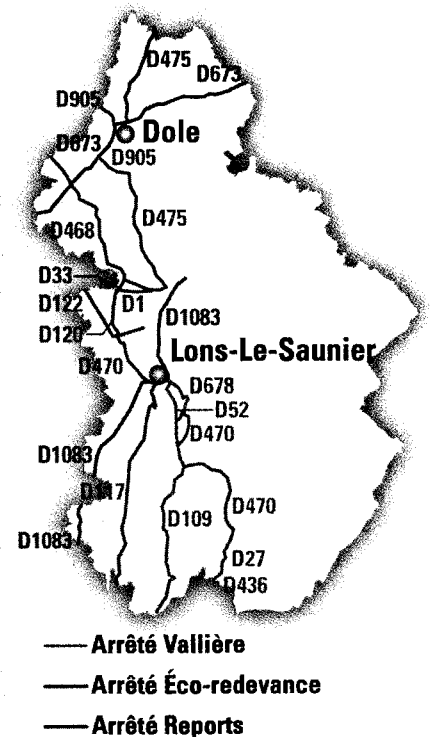 D475
D673
D905
Dole
D673
D905
D475
D468
D33
D1
D122
D1083
D120
Lons-Le-Saunier
D470
D678
D52
D470
D1083
D117
D109
D470
D1083
D27
D436
Arrêté Vallière
Arrêté Éco-redevance
Arrêté Reports